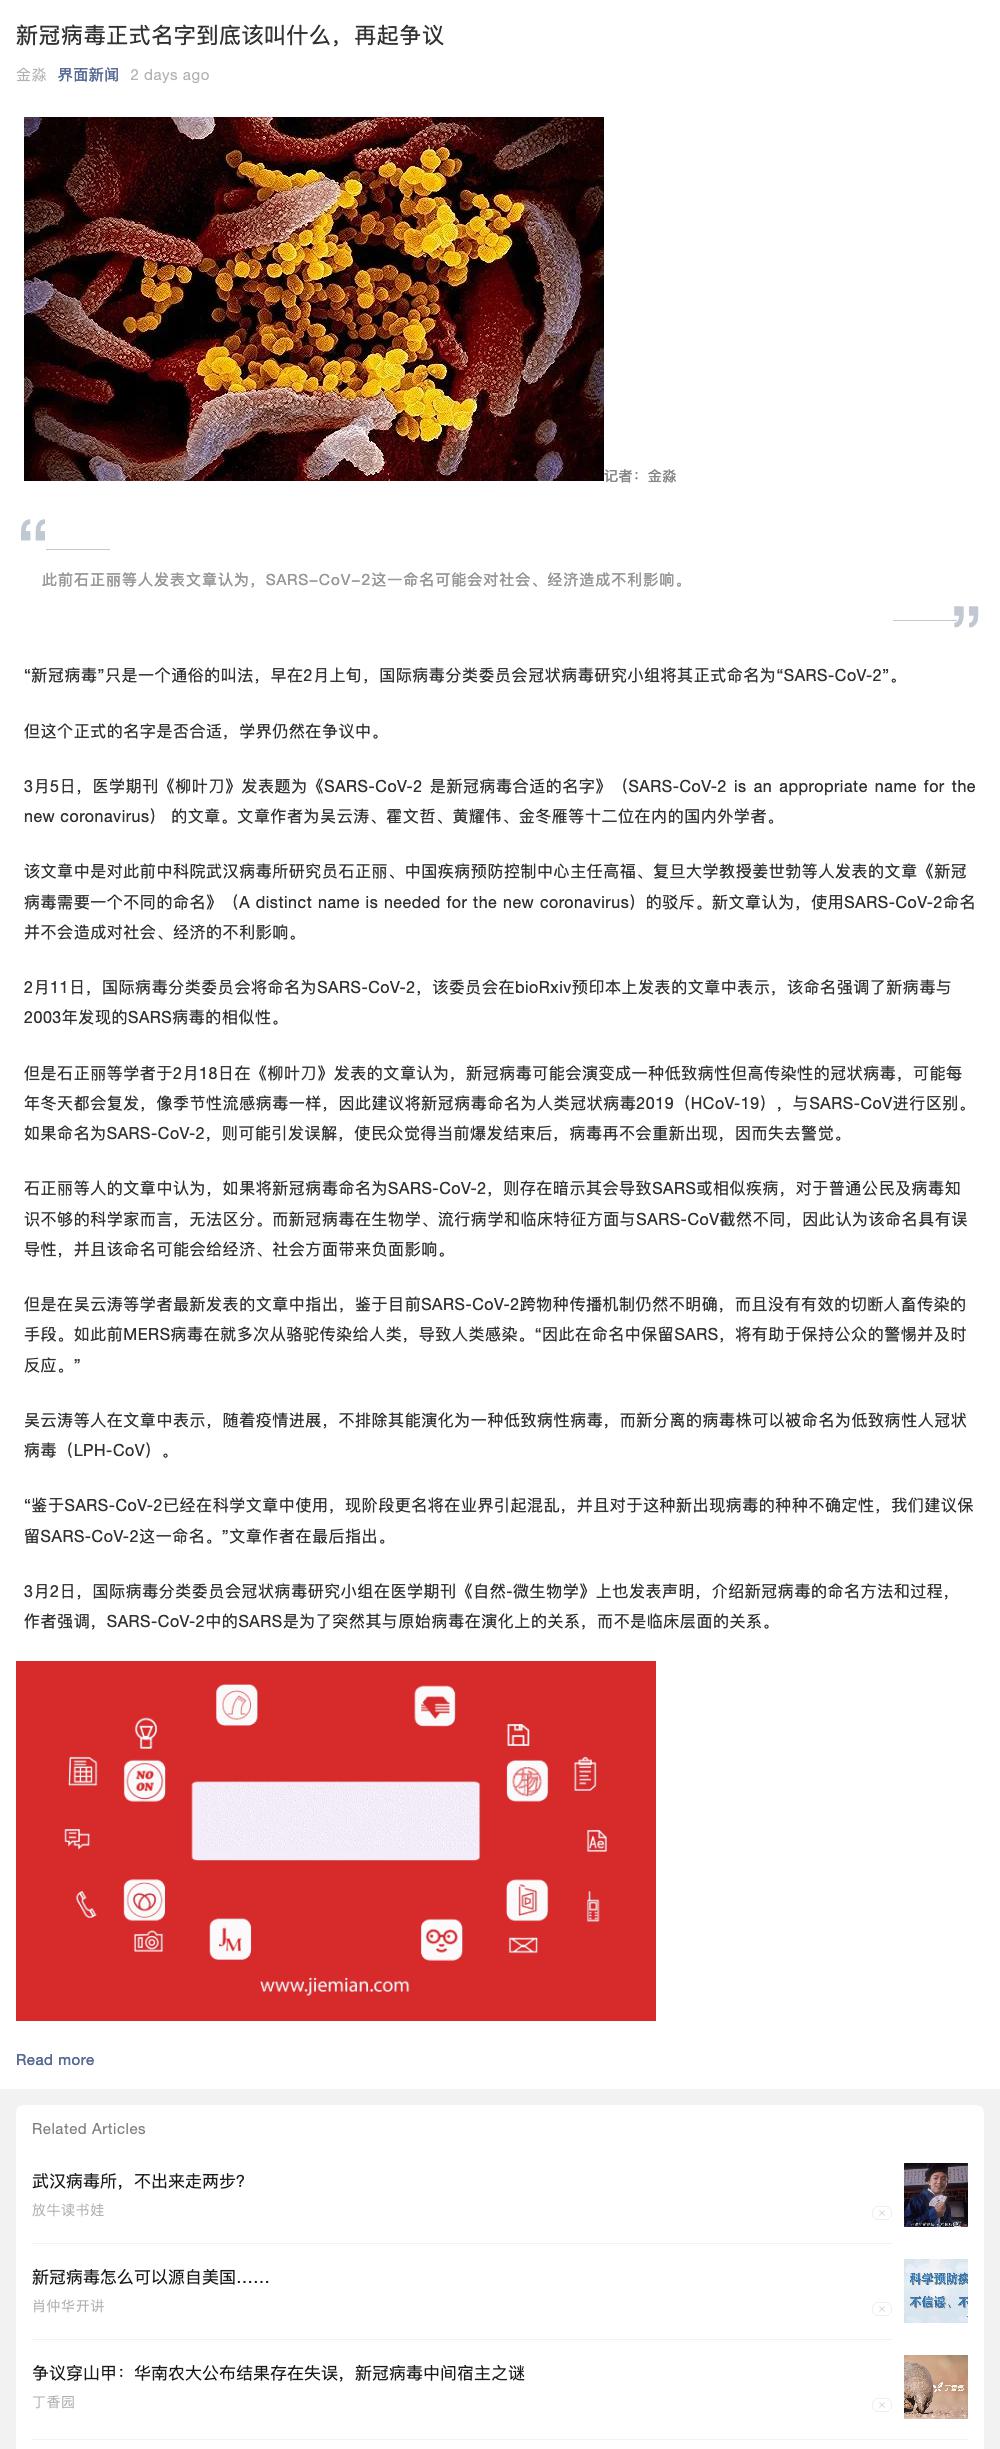 新冠病毒正式名字到底该叫什么，再起争议
金淼 界面新闻 2 days ago
记者：金淼
“
此前石正丽等人发表文章认为，SARS-CoV-2这一命名可能会对社会、经济造成不利影响。
”
“新冠病毒”只是一个通俗的叫法，早在2月上旬，国际病毒分类委员会冠状病毒研究小组将其正式命名为“SARS-CoV-2”。
但这个正式的名字是否合适，学界仍然在争议中。
3月5日，医学期刊《柳叶刀》发表题为《SARS-CoV-2 是新冠病毒合适的名字》（SARS-CoV-2 is an appropriate name for the
new coronavirus） 的文章。文章作者为吴云涛、霍文哲、黄耀伟、金冬雁等十二位在内的国内外学者。
该文章中是对此前中科院武汉病毒所研究员石正丽、中国疾病预防控制中心主任高福、复旦大学教授姜世勃等人发表的文章《新冠
病毒需要一个不同的命名》（A distinct name is needed for the new coronavirus）的驳斥。新文章认为，使用SARS-CoV-2命名
并不会造成对社会、经济的不利影响。
2月11日，国际病毒分类委员会将命名为SARS-CoV-2，该委员会在bioRxiv预印本上发表的文章中表示，该命名强调了新病毒与
2003年发现的SARS病毒的相似性。
但是石正丽等学者于2月18日在《柳叶刀》发表的文章认为，新冠病毒可能会演变成一种低致病性但高传染性的冠状病毒，可能每
年冬天都会复发，像季节性流感病毒一样，因此建议将新冠病毒命名为人类冠状病毒2019（HCoV-19），与SARS-CoV进行区别。
如果命名为SARS-CoV-2，则可能引发误解，使民众觉得当前爆发结束后，病毒再不会重新出现，因而失去警觉。
石正丽等人的文章中认为，如果将新冠病毒命名为SARS-CoV-2，则存在暗示其会导致SARS或相似疾病，对于普通公民及病毒知
识不够的科学家而言，无法区分。而新冠病毒在生物学、流行病学和临床特征方面与SARS-CoV截然不同，因此认为该命名具有误
导性，并且该命名可能会给经济、社会方面带来负面影响。
但是在吴云涛等学者最新发表的文章中指出，鉴于目前SARS-CoV-2跨物种传播机制仍然不明确，而且没有有效的切断人畜传染的
手段。如此前MERS病毒在就多次从骆驼传染给人类，导致人类感染。“因此在命名中保留SARS，将有助于保持公众的警惕并及时
反应。”
吴云涛等人在文章中表示，随着疫情进展，不排除其能演化为一种低致病性病毒，而新分离的病毒株可以被命名为低致病性人冠状
病毒（LPH-CoV）。
“鉴于SARS-CoV-2已经在科学文章中使用，现阶段更名将在业界引起混乱，并且对于这种新出现病毒的种种不确定性，我们建议保
留SARS-CoV-2这一命名。”文章作者在最后指出。
3月2日，国际病毒分类委员会冠状病毒研究小组在医学期刊《自然-微生物学》上也发表声明，介绍新冠病毒的命名方法和过程，
作者强调，SARS-CoV-2中的SARS是为了突然其与原始病毒在演化上的关系，而不是临床层面的关系。
NO
ON
物
Ae
JM
www.jiemian.com
Read more
Related Articles
武汉病毒所，不出来走两步?
放牛读书娃
新冠病毒怎么可以源自美国……
肖仲华开讲
科学预防
不信谣、不
争议穿山甲：华南农大公布结果存在失误，新冠病毒中间宿主之谜
丁香园